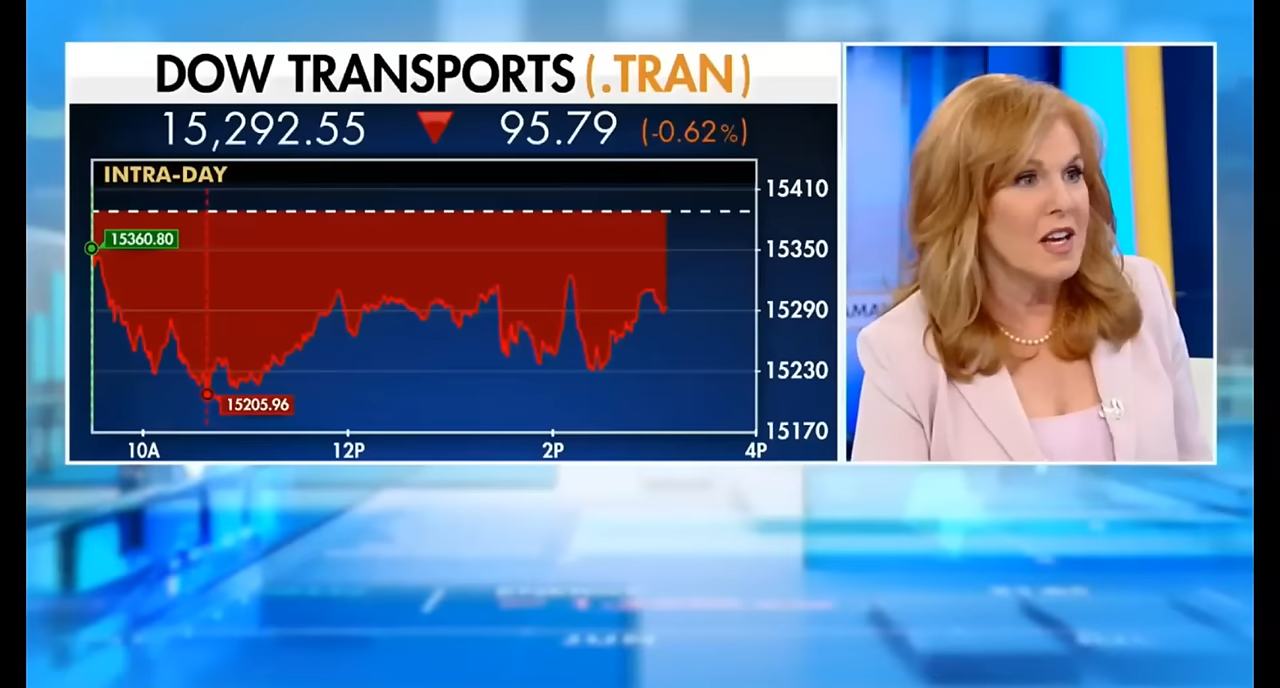 DOW TRANSPORTS (.TRAN)
15,292.55 ▼ 95.79 (-0.62%)
INTRA-DAY
15410
15360.80
15350
15290
15230
15205.96
15170
10A 12P 2P 4P
AMA